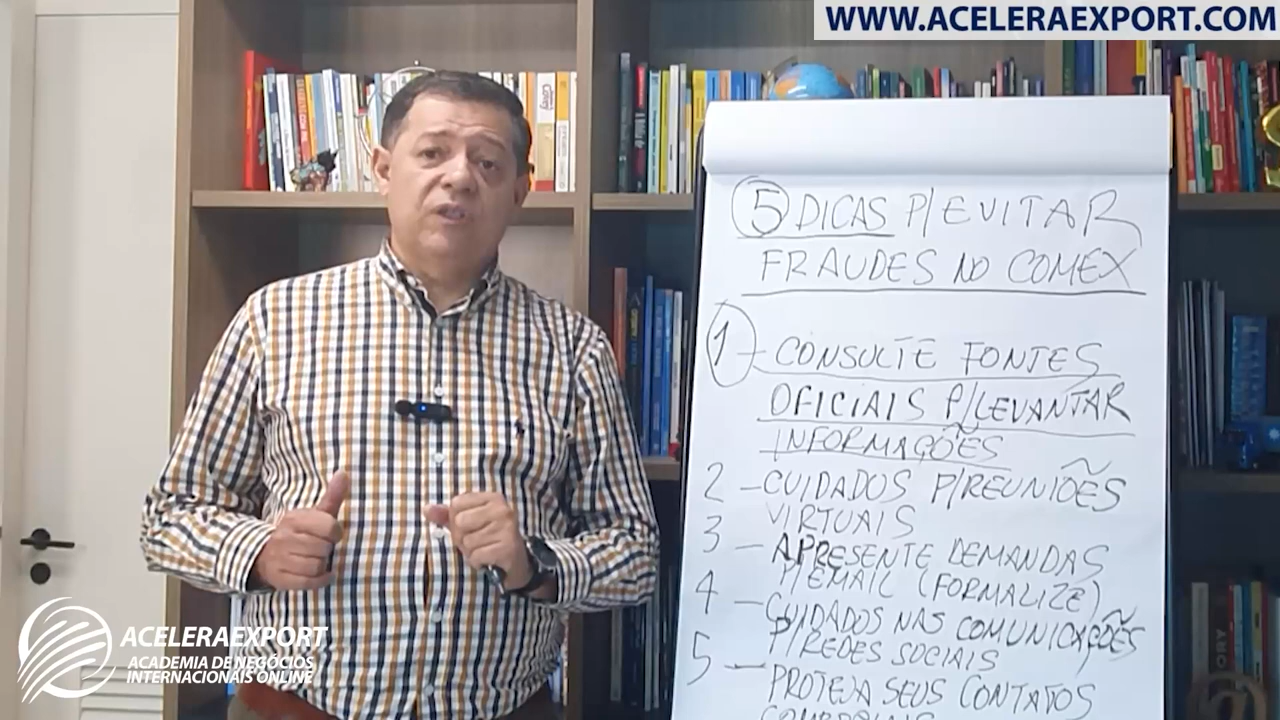 WWW.ACELERAEXPORT.COM
5 DICAS P/EVITAR
FRAUDES NO COMEX
1 - CONSULTE FONTES
OFICIAIS P/LEVANTAR
INFORMAÇÕES
2 - CUIDADOS P/REUNIÕES
VIRTUAIS
3 - APRESENTE DEMANDAS
P/EMAIL (FORMALIZE)
4 - CUIDADOS NAS COMUNICAÇÕES
P/REDES SOCIAIS
5 - PROTEJA SEUS CONTATOS
COMERCIAIS
ACELERAEXPORT
ACADEMIA DE NEGÓCIOS
INTERNACIONAIS ONLINE